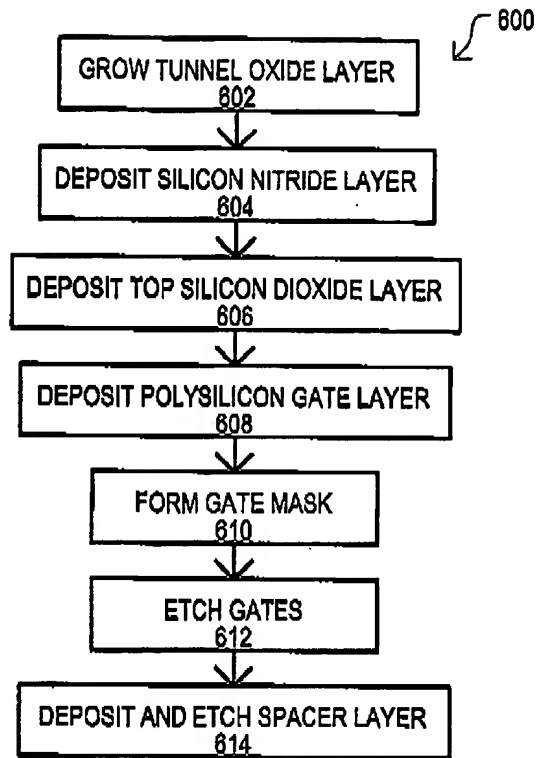 600
GROW TUNNEL OXIDE LAYER
602
DEPOSIT SILICON NITRIDE LAYER
604
DEPOSIT TOP SILICON DIOXIDE LAYER
606
DEPOSIT POLYSILICON GATE LAYER
608
FORM GATE MASK
610
ETCH GATES
612
DEPOSIT AND ETCH SPACER LAYER
614